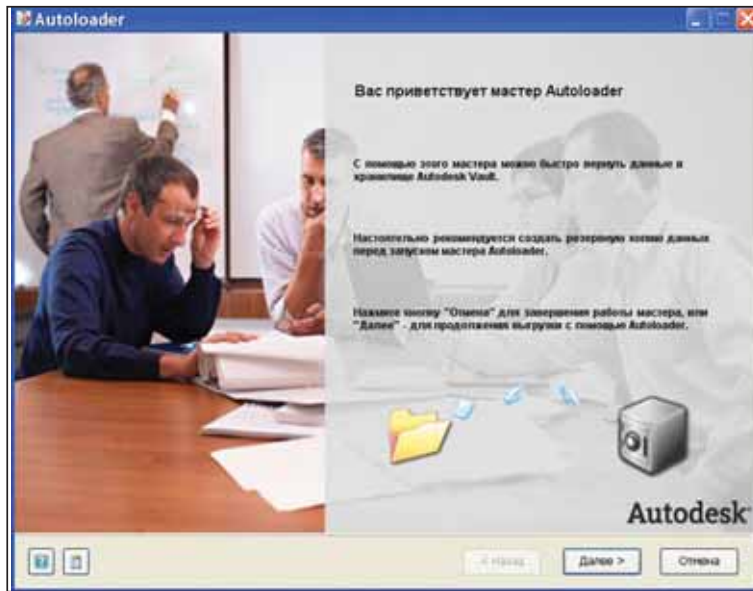 Autoloader
Вас приветствует мастер Autoloader
С помощью этого мастера можно быстро вернуть данные в
хранилище Autodesk Vault.
Настоятельно рекомендуется создать резервную копию данных
перед запуском мастера Autoloader.
Нажмите кнопку "Отмена" для завершения работы мастера, или
"Далее" - для продолжения выгрузки с помощью Autoloader.
Autodesk
< Назад
Далее >
Отмена